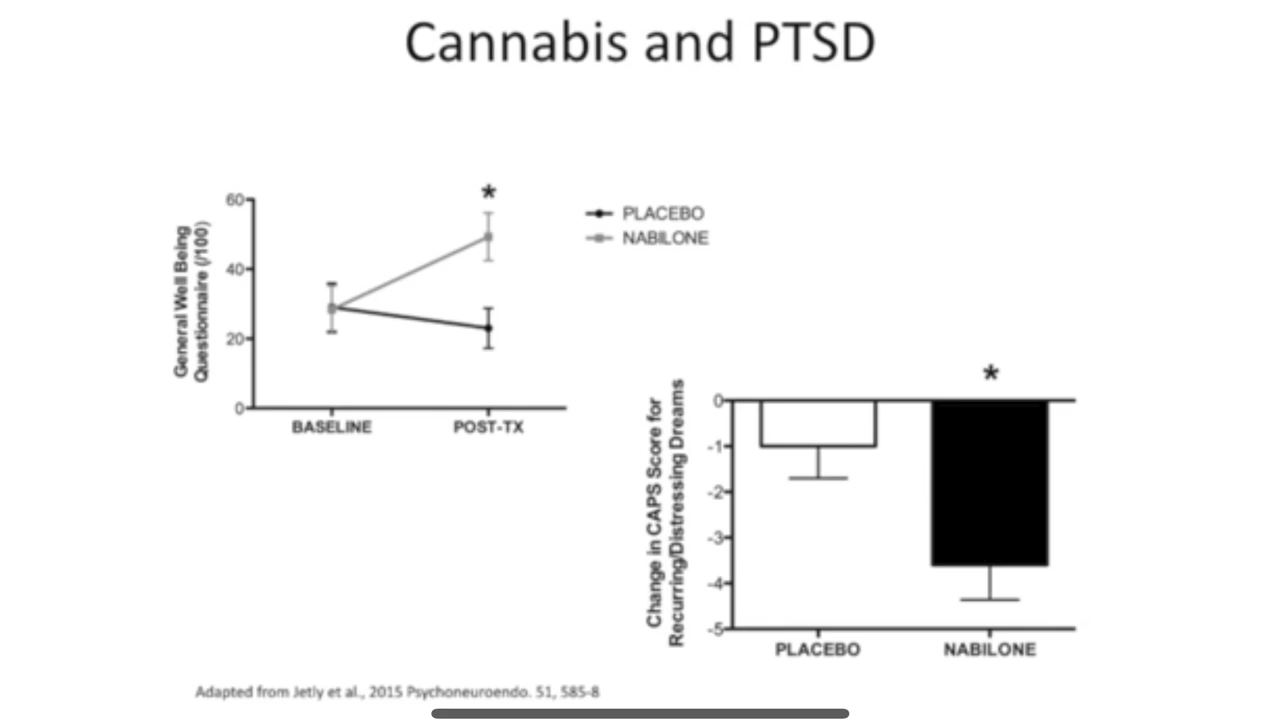 Cannabis and PTSD
General Well Being
Questionnaire (/100)
60
40
20
0
BASELINE
POST-TX
*
PLACEBO
NABILONE
Change in CAPS Score for
Recurring/Distressing Dreams
0
-1
-2
-3
-4
-5
*
PLACEBO
NABILONE
Adapted from Jetly et al., 2015 Psychoneuroendo. 51, 585-8